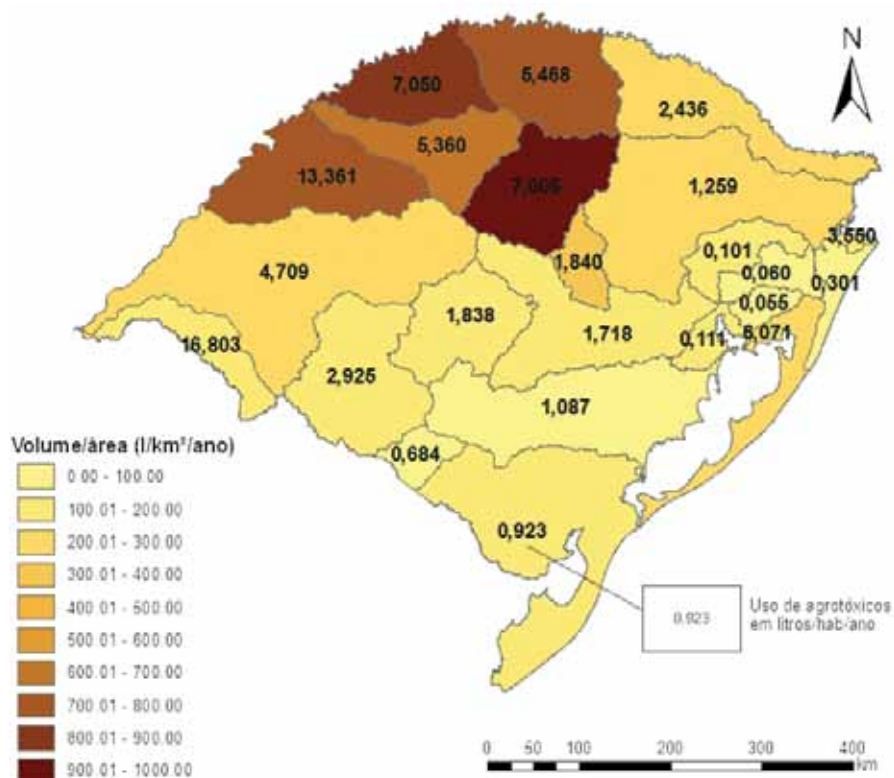 N
7,050
5,468
2,436
5,360
13,361
7,605
1,259
3,550
0,101
1,840
0,060
0,301
4,709
0,055
1,838
6,071
16,803
1,718
0,111
2,925
1,087
0,684
0,923
Volume/área (l/km²/ano)
0.00 - 100.00
100.01 - 200.00
200.01 - 300.00
300.01 - 400.00
400.01 - 500.00
500.01 - 600.00
600.01 - 700.00
700.01 - 800.00
800.01 - 900.00
900.01 - 1000.00
0.923
Uso de agrotóxicos
em litros/hab/ano
0 50 100 200 300 400
km